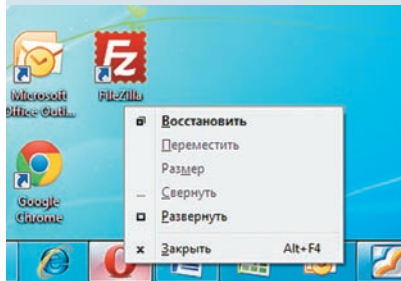 Microsoft
Office Outl...
FileZilla
Google
Chrome
Восстановить
Переместить
Размер
Свернуть
Развернуть
Закрыть Alt+F4